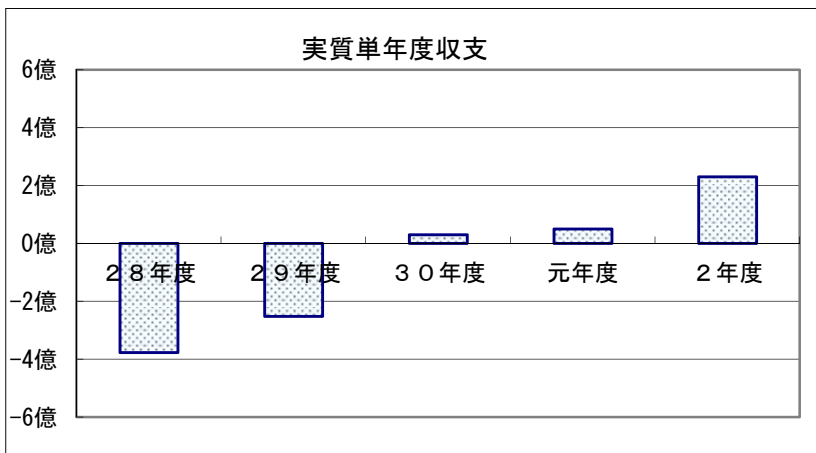 実質単年度収支
6億
4億
2億
0億
-2億
-4億
-6億
２８年度 ２９年度 ３０年度 元年度 ２年度